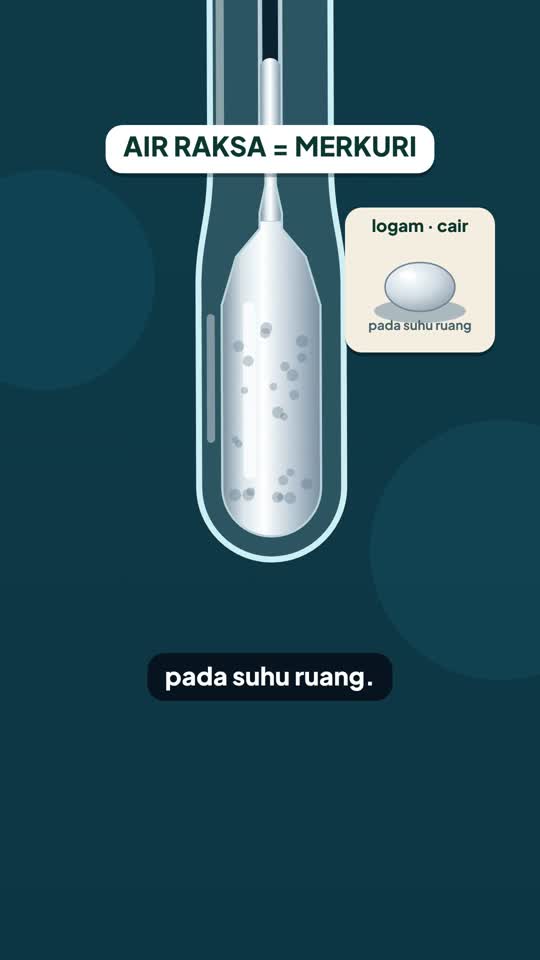 AIR RAKSA = MERKURI
logam · cair
pada suhu ruang
pada suhu ruang.